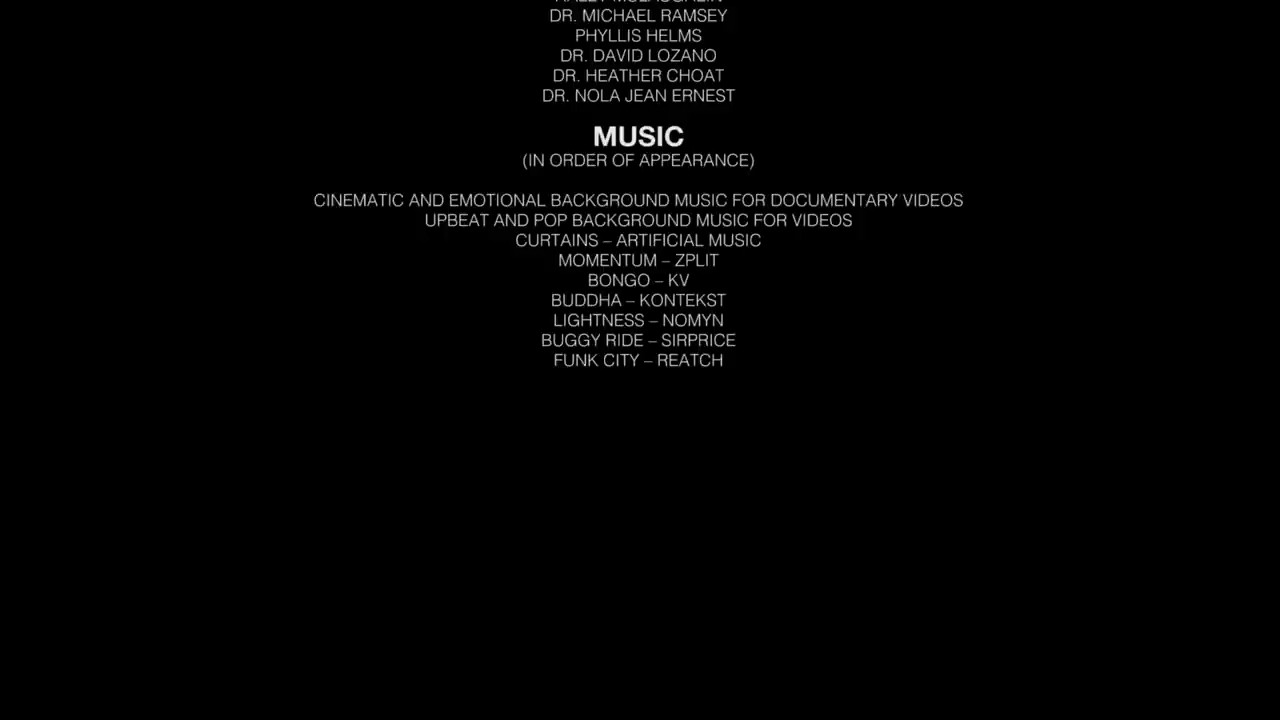 DR. MICHAEL RAMSEY
PHYLLIS HELMS
DR. DAVID LOZANO
DR. HEATHER CHOAT
DR. NOLA JEAN ERNEST
MUSIC
(IN ORDER OF APPEARANCE)
CINEMATIC AND EMOTIONAL BACKGROUND MUSIC FOR DOCUMENTARY VIDEOS
UPBEAT AND POP BACKGROUND MUSIC FOR VIDEOS
CURTAINS – ARTIFICIAL MUSIC
MOMENTUM – ZPLIT
BONGO – KV
BUDDHA – KONTEKST
LIGHTNESS – NOMYN
BUGGY RIDE – SIRPRICE
FUNK CITY – REATCH